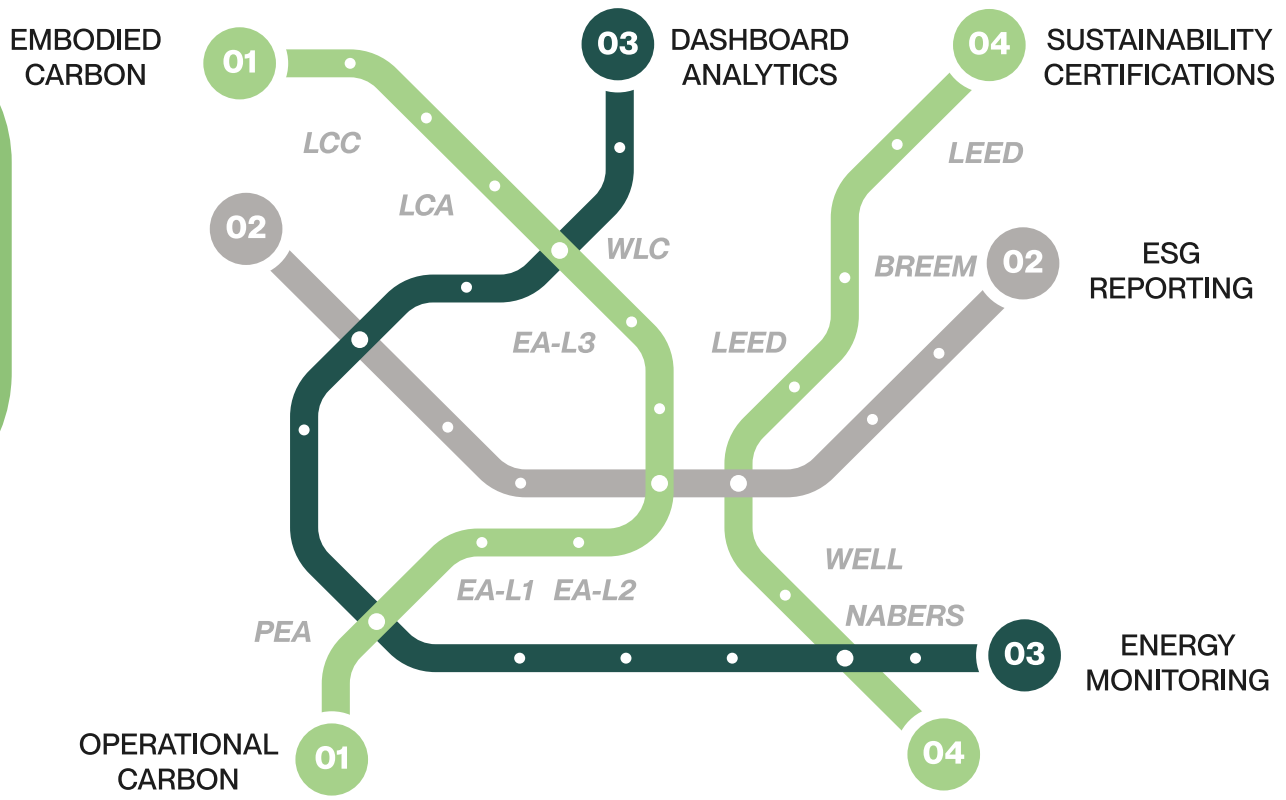 EMBODIED
CARBON
01
03
DASHBOARD
ANALYTICS
04
SUSTAINABILITY
CERTIFICATIONS
LCC
LEED
LCA
02
WLC
BREEM
02
ESG
REPORTING
EA-L3
LEED
WELL
EA-L1
EA-L2
NABERS
PEA
03
ENERGY
MONITORING
OPERATIONAL
CARBON
01
04